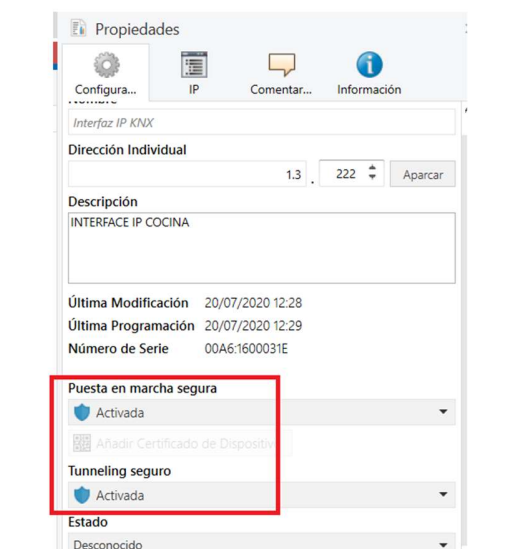 Propiedades
Configura...
IP
Comentar...
Información
Nombre
Interfaz IP KNX
Dirección Individual
1.3 . 222 Aparcar
Descripción
INTERFACE IP COCINA
Última Modificación 20/07/2020 12:28
Última Programación 20/07/2020 12:29
Número de Serie 00A6:1600031E
Puesta en marcha segura
Activada
Añadir Certificado de Dispositivo
Tunneling seguro
Activada
Estado
Desconocido